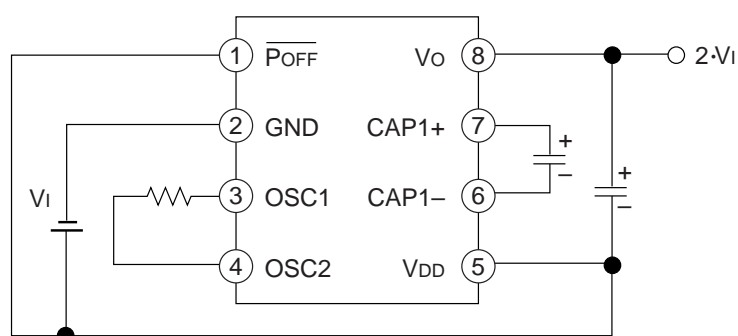 1 POFF VO 8 2·VI
2 GND CAP1+ 7
+
–
+
–
VI 3 OSC1 CAP1– 6
4 OSC2 VDD 5